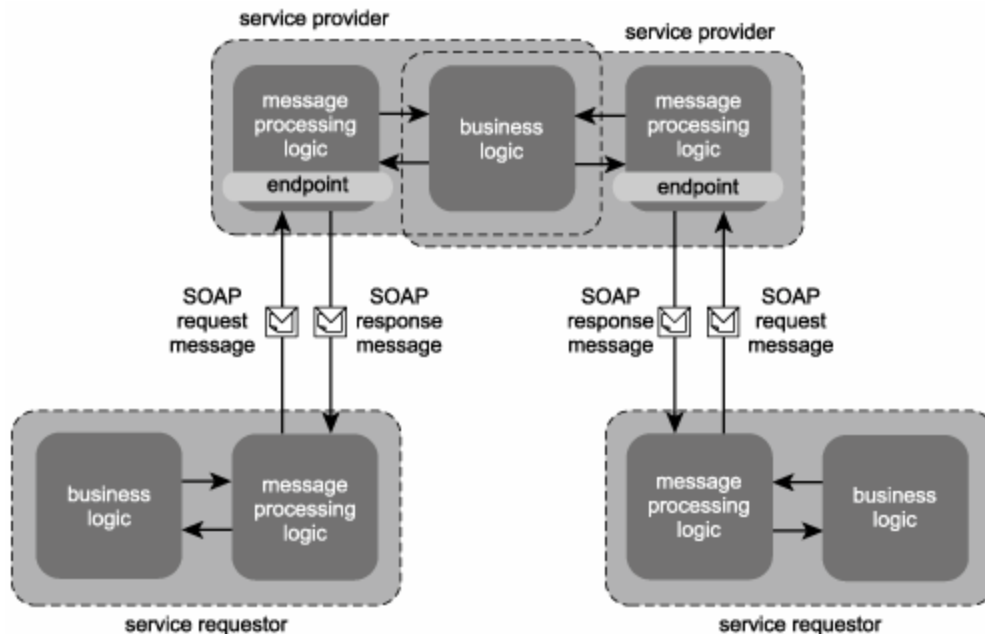 service provider
service provider
message
processing
logic
business
logic
message
processing
logic
endpoint
endpoint
SOAP
request
message
SOAP
response
message
SOAP
response
message
SOAP
request
message
business
logic
message
processing
logic
message
processing
logic
business
logic
service requestor
service requestor